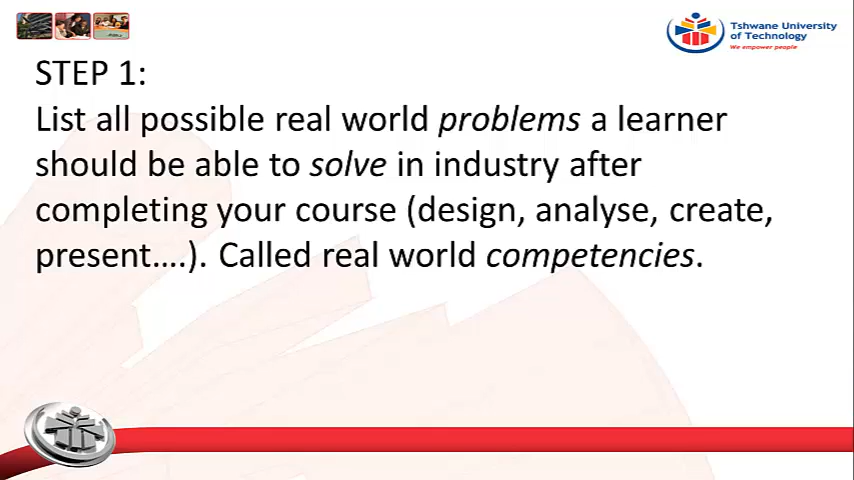 Tshwane University
of Technology
We empower people
STEP 1:
List all possible real world problems a learner
should be able to solve in industry after
completing your course (design, analyse, create,
present….). Called real world competencies.